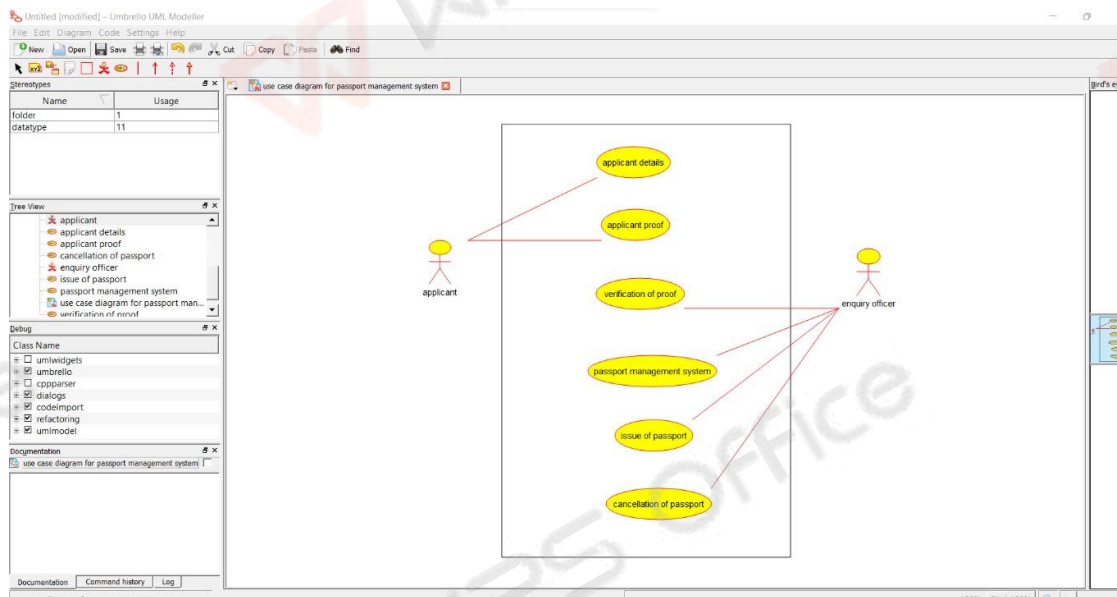 Untitled [modified] – Umbrello UML Modeller
File Edit Diagram Code Settings Help
New Open Save Cut Copy Paste Find
xyz
Stereotypes
use case diagram for passport management system
Bird's ey
Name Usage
folder 1
datatype 11
Tree View
applicant
applicant details
applicant proof
cancellation of passport
enquiry officer
issue of passport
passport management system
use case diagram for passport man...
verification of proof
Debug
Class Name
umlwidgets
umbrello
cppparser
dialogs
codeimport
refactoring
umlmodel
Documentation
use case diagram for passport management system
Documentation Command history Log
applicant details
applicant proof
applicant
verification of proof
enquiry officer
passport management system
issue of passport
cancellation of passport
PS Office